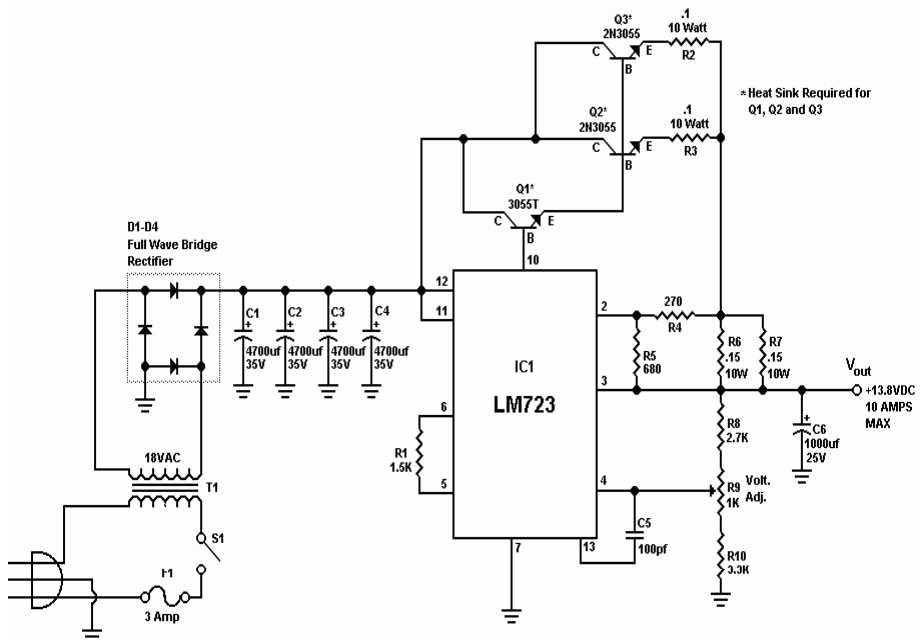 Q3*
2N3055
C
E
B
.1
10 Watt
R2
*Heat Sink Required for
Q1, Q2 and Q3
Q2*
2N3055
C
E
B
.1
10 Watt
R3
Q1*
3055T
C
E
B
D1-D4
Full Wave Bridge
Rectifier
10
12
11
C1
+
4700uf
35V
C2
+
4700uf
35V
C3
+
4700uf
35V
C4
+
4700uf
35V
IC1
LM723
2
270
R4
R5
680
R6
.15
10W
R7
.15
10W
3
Vout
+13.8VDC
10 AMPS
MAX
+
C6
1000uf
25V
R8
2.7K
6
R1
1.5K
5
4
R9
1K
Volt.
Adj.
C5
100pf
R10
3.3K
7
13
18VAC
T1
S1
F1
3 Amp